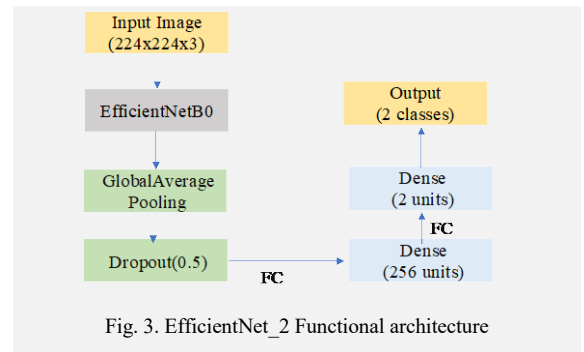 Input Image
(224x224x3)
EfficientNetB0
GlobalAverage
Pooling
Dropout(0.5)
FC
Dense
(256 units)
FC
Dense
(2 units)
Output
(2 classes)
Fig. 3. EfficientNet_2 Functional architecture